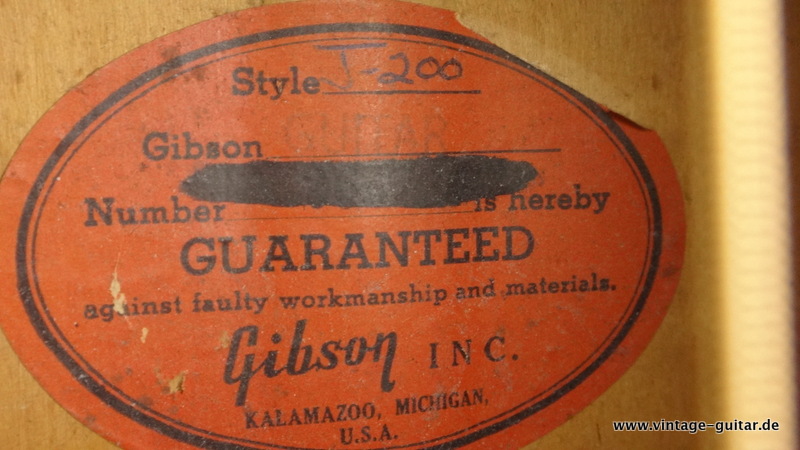 Style J-200
Gibson GUITAR
Number is hereby
GUARANTEED
against faulty workmanship and materials.
Gibson INC.
KALAMAZOO, MICHIGAN,
U.S.A.
www.vintage-guitar.de